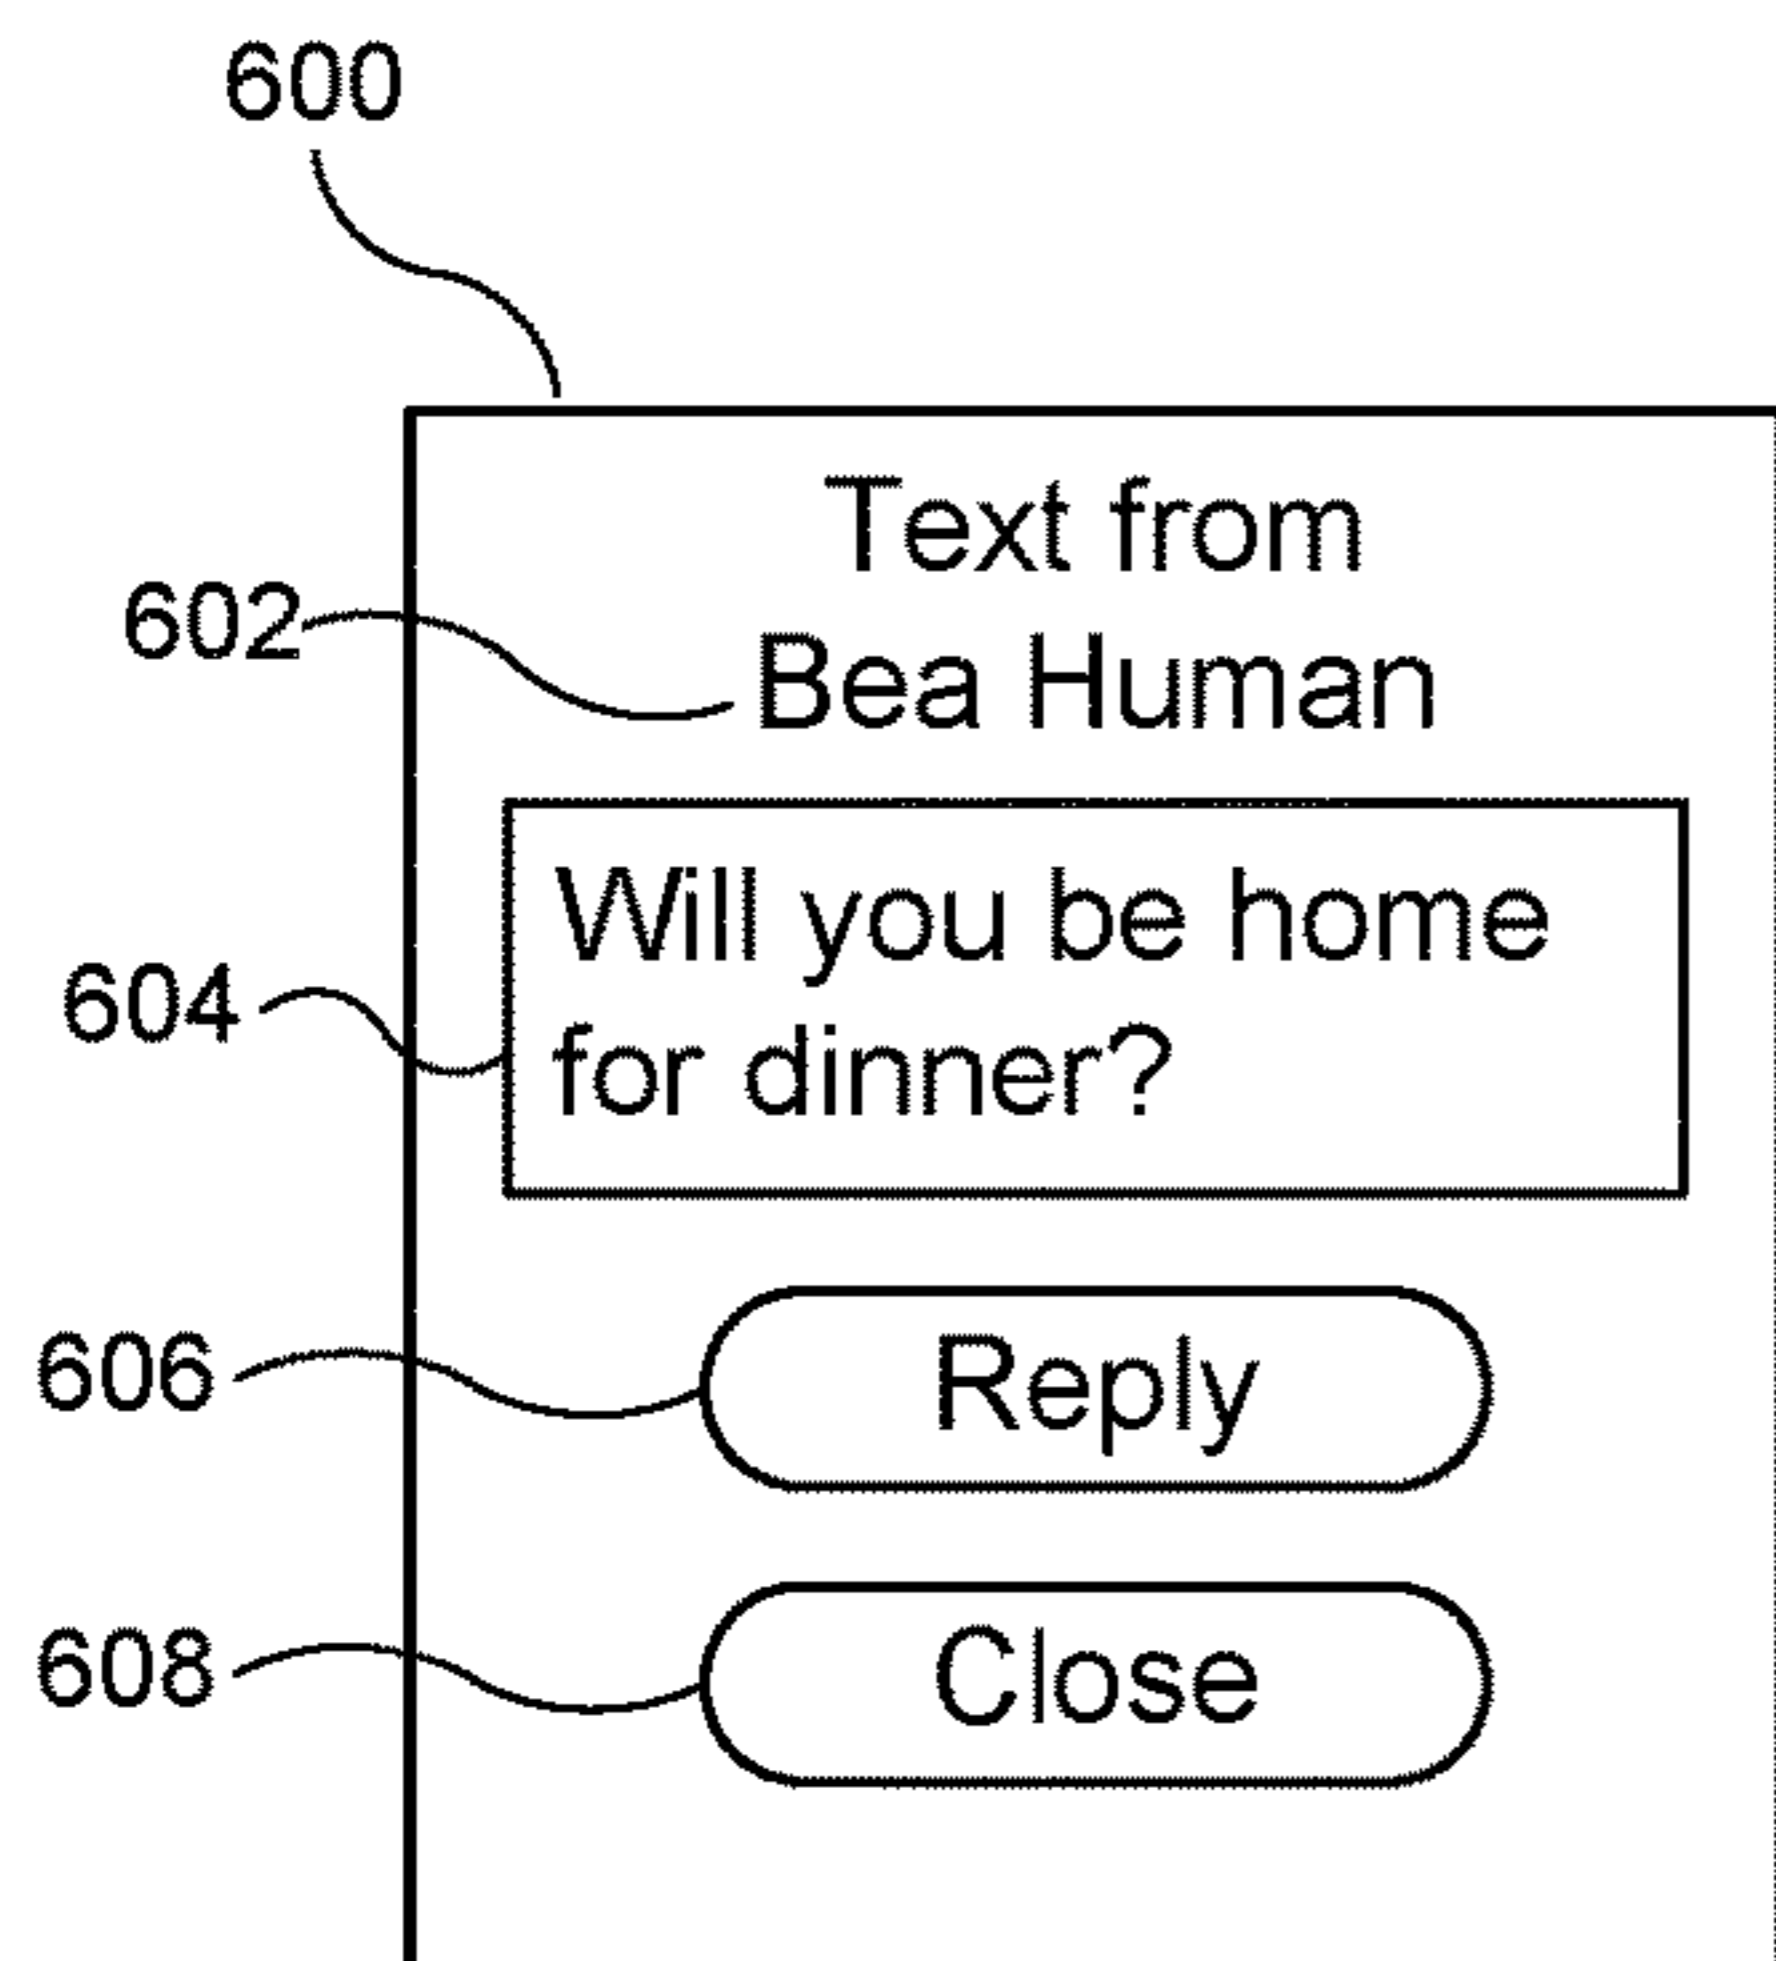 600
Text from
602
Bea Human
Will you be home
604
for dinner?
606
Reply
608
Close